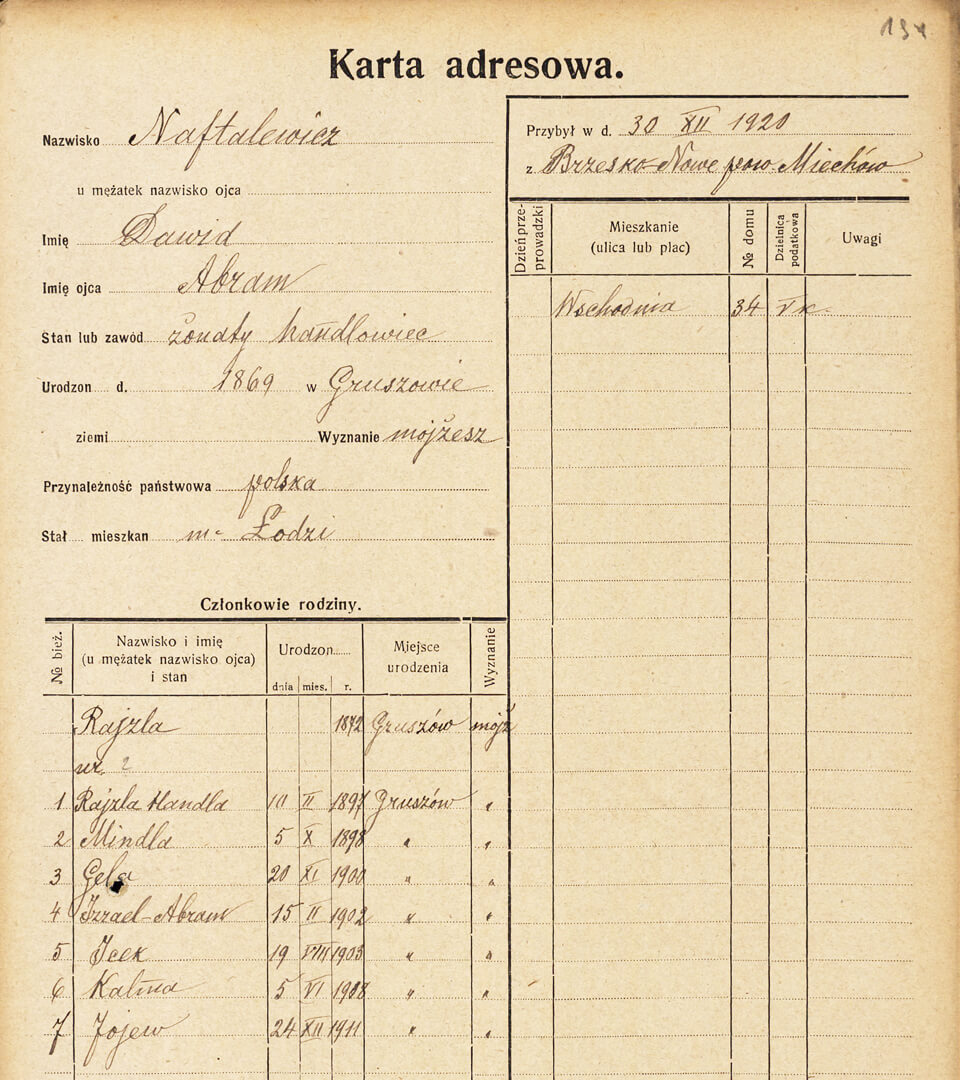 Karta adresowa.
Nazwisko Naftalewicz
u mężatek nazwisko ojca
Imię Dawid
Imię ojca Abram
Stan lub zawód żonaty handlowiec
Urodzon d. 1869 w Gruszowie
ziemi Wyznanie mojżesz
Przynależność państwowa polska
Stał mieszkan m. Łodzi
Przybył w d. 30 XII 1920
z Brzesko-Nowe pow. Miechów
Dzień prze-
prowadzki
Mieszkanie
(ulica lub plac)
№ domu
Dzielnica
podatkowa
Uwagi
Wschodnia 34 V k.
Członkowie rodziny.
№ bież.
Nazwisko i imię
(u mężatek nazwisko ojca)
i stan
Urodzon
dnia mies. r.
Miejsce
urodzenia
Wyznanie
Rajzla 1872 Gruszów mojż
ur. ?
1 Rajzla Handla 10 II 1897 Gruszów "
2 Mindla 5 X 1898 " "
3 Gela 20 XI 1900 " "
4 Izrael-Abram 15 II 1902 " "
5 Icek 19 VIII 1905 " "
6 Kalma 5 VI 1908 " "
7 Jojew 24 XII 1911 " "